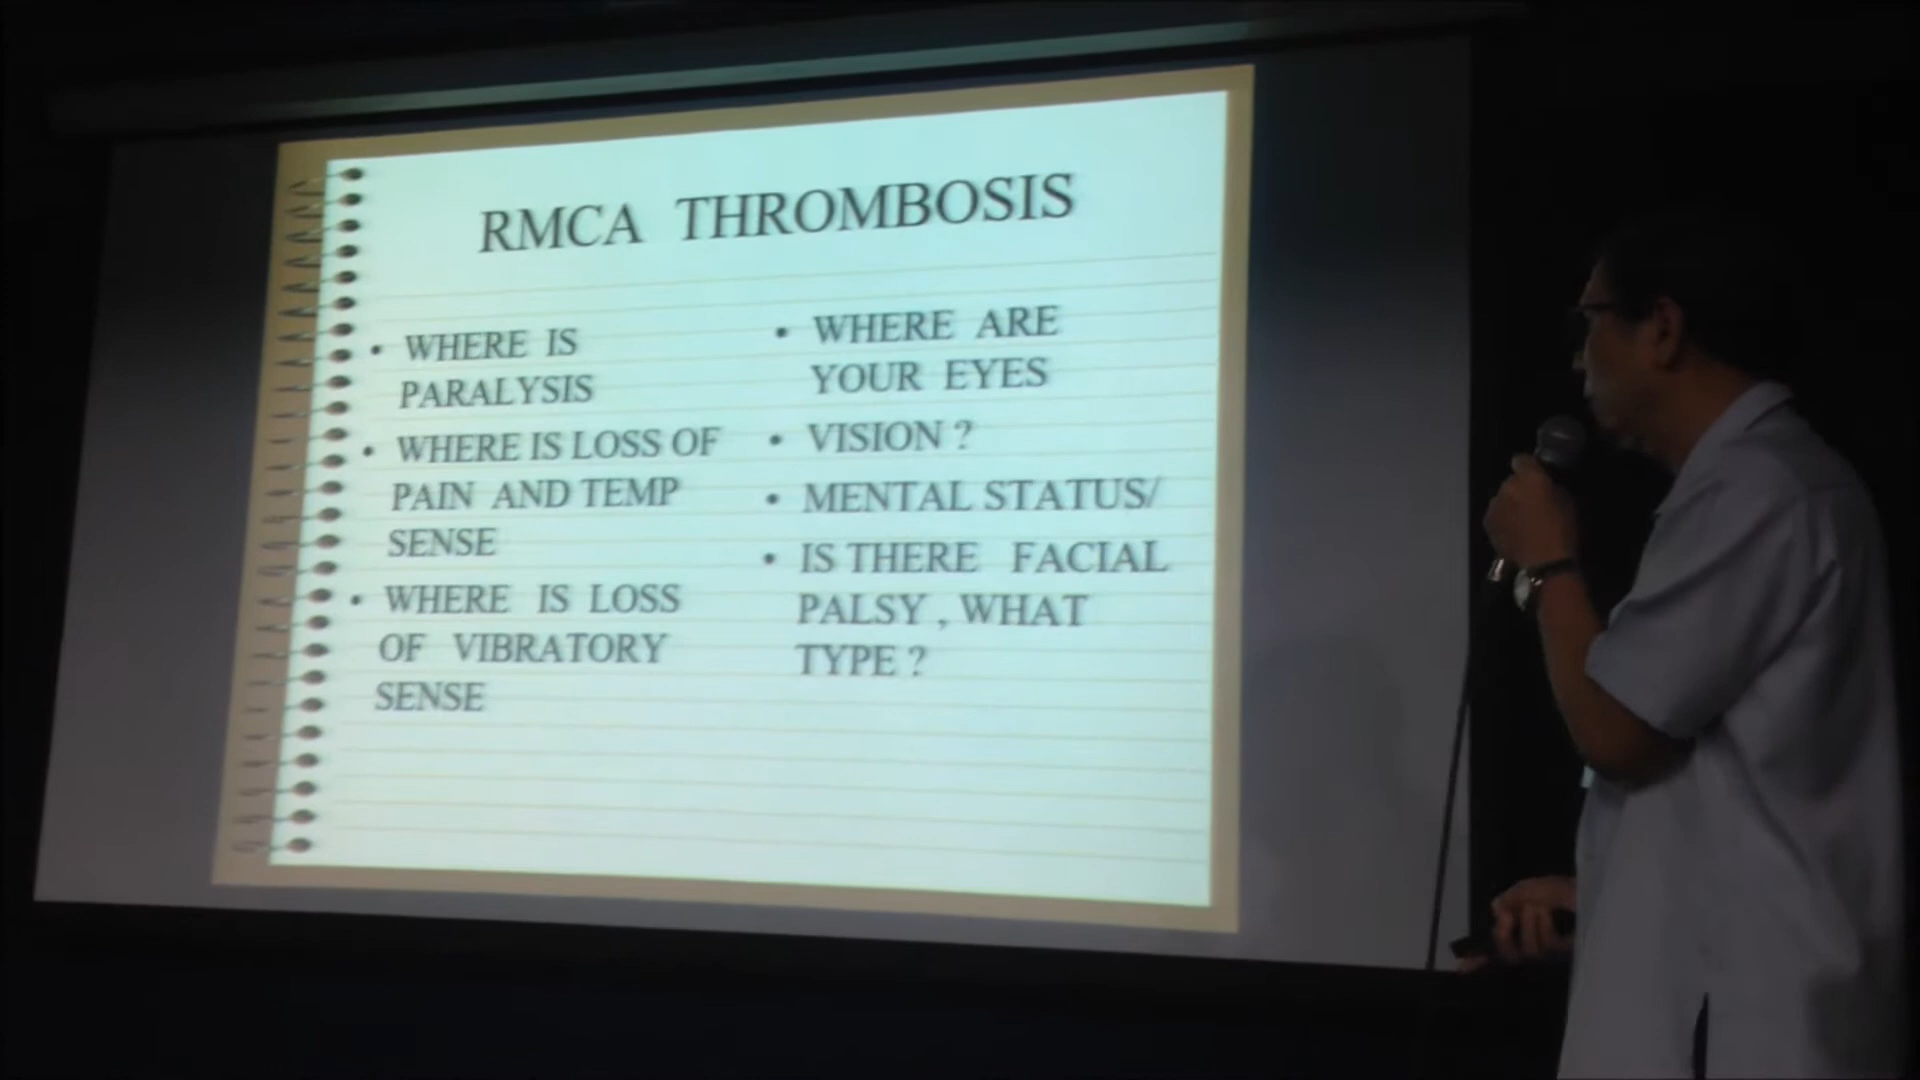 RMCA THROMBOSIS
• WHERE IS
PARALYSIS
• WHERE IS LOSS OF
PAIN AND TEMP
SENSE
• WHERE IS LOSS
OF VIBRATORY
SENSE
• WHERE ARE
YOUR EYES
• VISION ?
• MENTAL STATUS/
• IS THERE FACIAL
PALSY , WHAT
TYPE ?